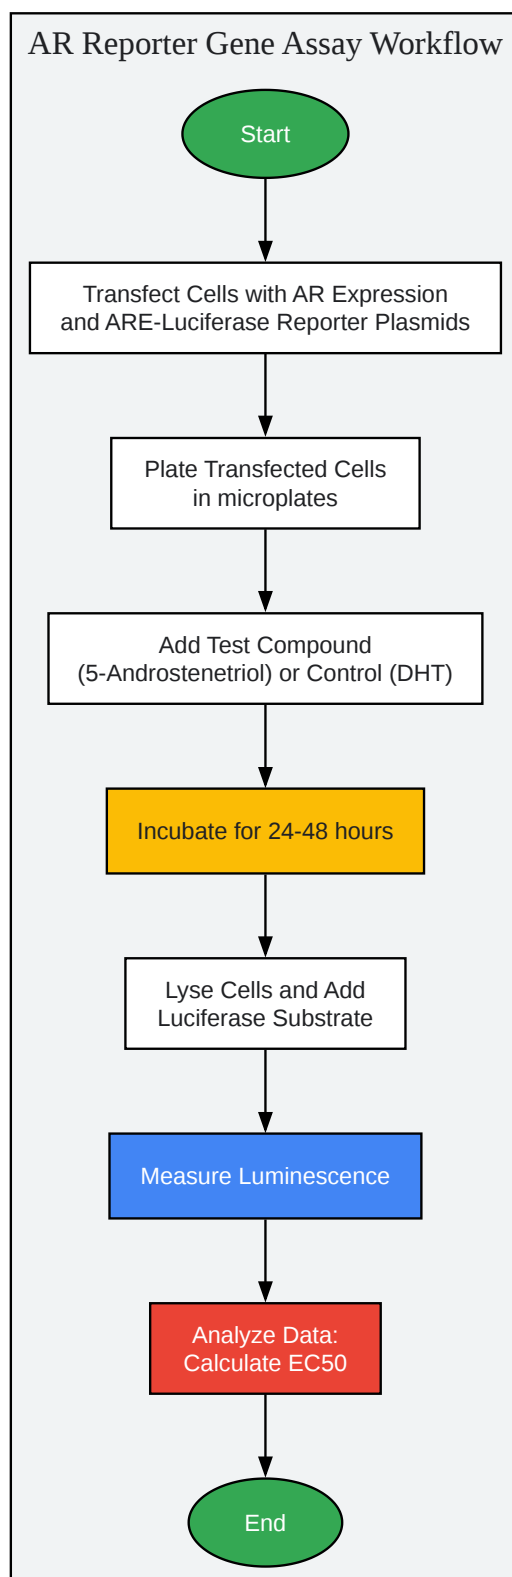 AR Reporter Gene Assay Workflow
Start
Transfect Cells with AR Expression
and ARE-Luciferase Reporter Plasmids
Plate Transfected Cells
in microplates
Add Test Compound
(5-Androstenetriol) or Control (DHT)
Incubate for 24-48 hours
Lyse Cells and Add
Luciferase Substrate
Measure Luminescence
Analyze Data:
Calculate EC50
End